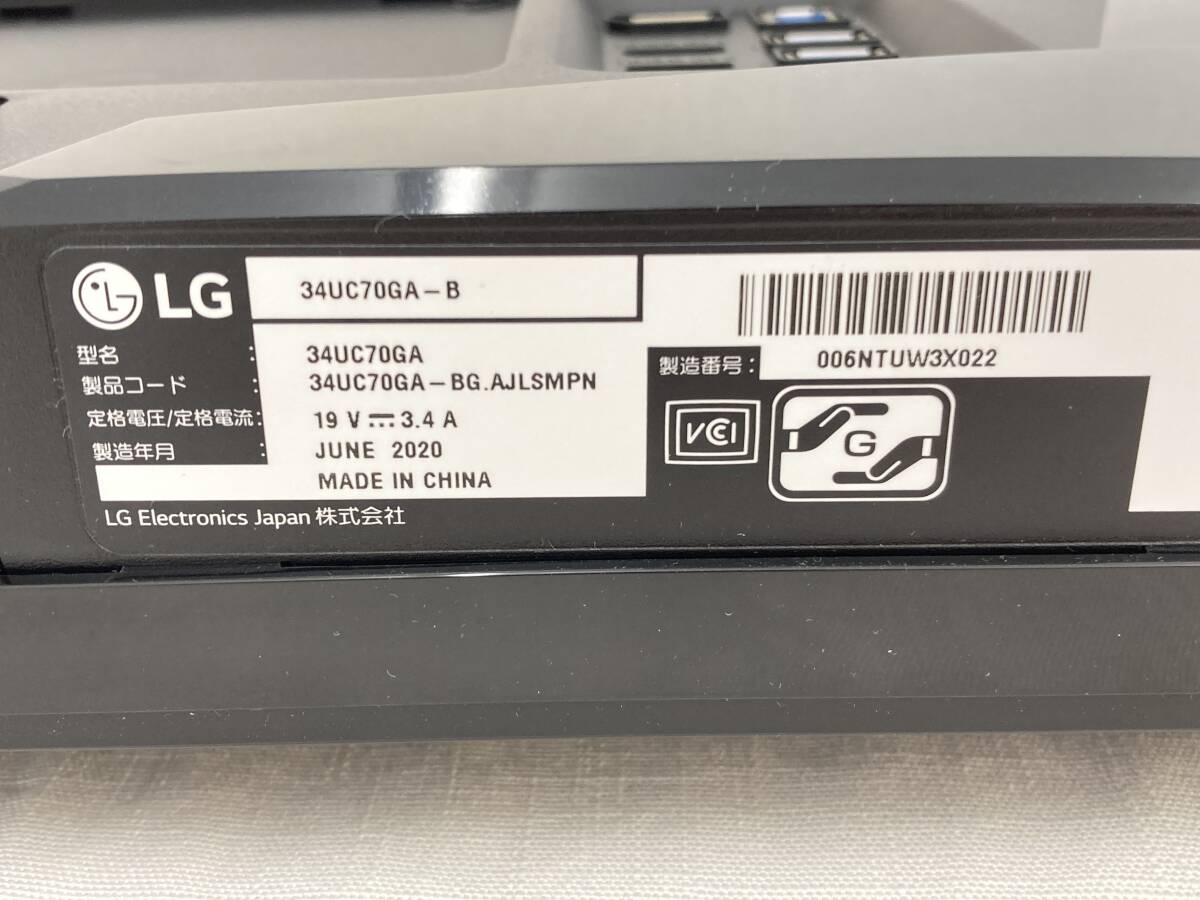 LG 34UC70GA-B
型名 : 34UC70GA
製品コード : 34UC70GA-BG.AJLSMPN
定格電圧/定格電流: 19 V ⎓ 3.4 A
製造年月 : JUNE 2020
MADE IN CHINA
LG Electronics Japan 株式会社
製造番号: 006NTUW3X022
VCI
G